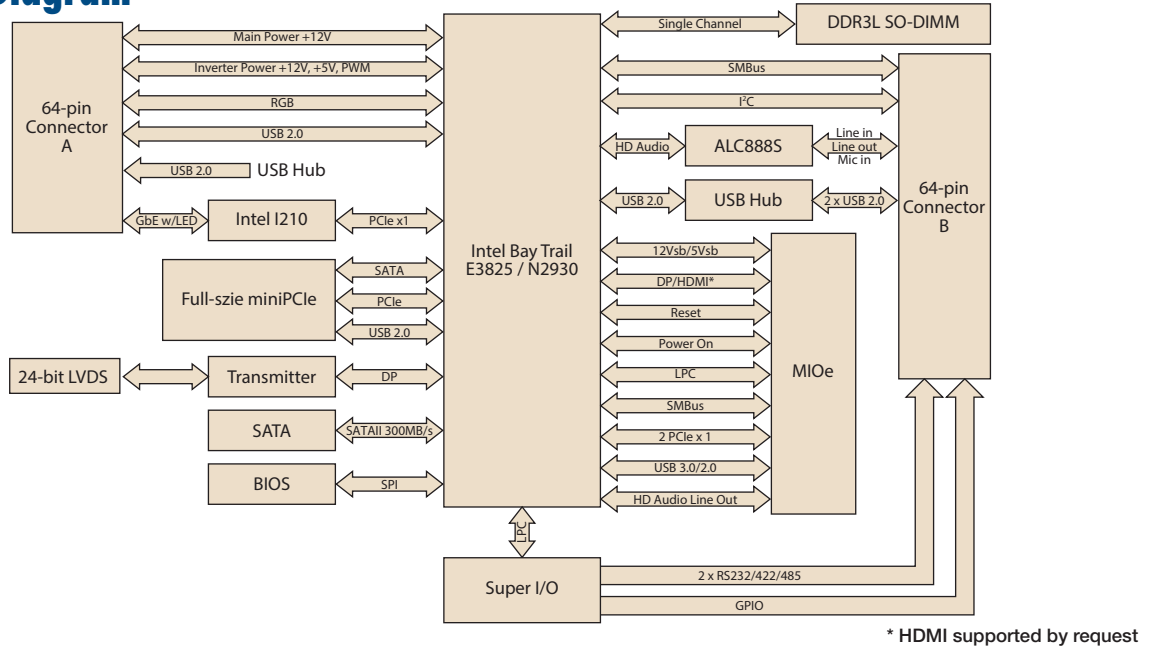 Diagram
Main Power +12V
Inverter Power +12V, +5V, PWM
RGB
USB 2.0
64-pin
Connector
A
USB 2.0
USB Hub
GbE w/LED
Intel I210
PCIe x1
Full-szie miniPCIe
SATA
PCIe
USB 2.0
24-bit LVDS
Transmitter
DP
SATA
SATAII 300MB/s
BIOS
SPI
Intel Bay Trail
E3825 / N2930
Single Channel
DDR3L SO-DIMM
SMBus
I²C
HD Audio
ALC888S
Line in
Line out
Mic in
USB 2.0
USB Hub
2 x USB 2.0
64-pin
Connector
B
12Vsb/5Vsb
DP/HDMI*
Reset
Power On
LPC
SMBus
2 PCIe x 1
USB 3.0/2.0
HD Audio Line Out
MIOe
LPC
Super I/O
2 x RS232/422/485
GPIO
* HDMI supported by request